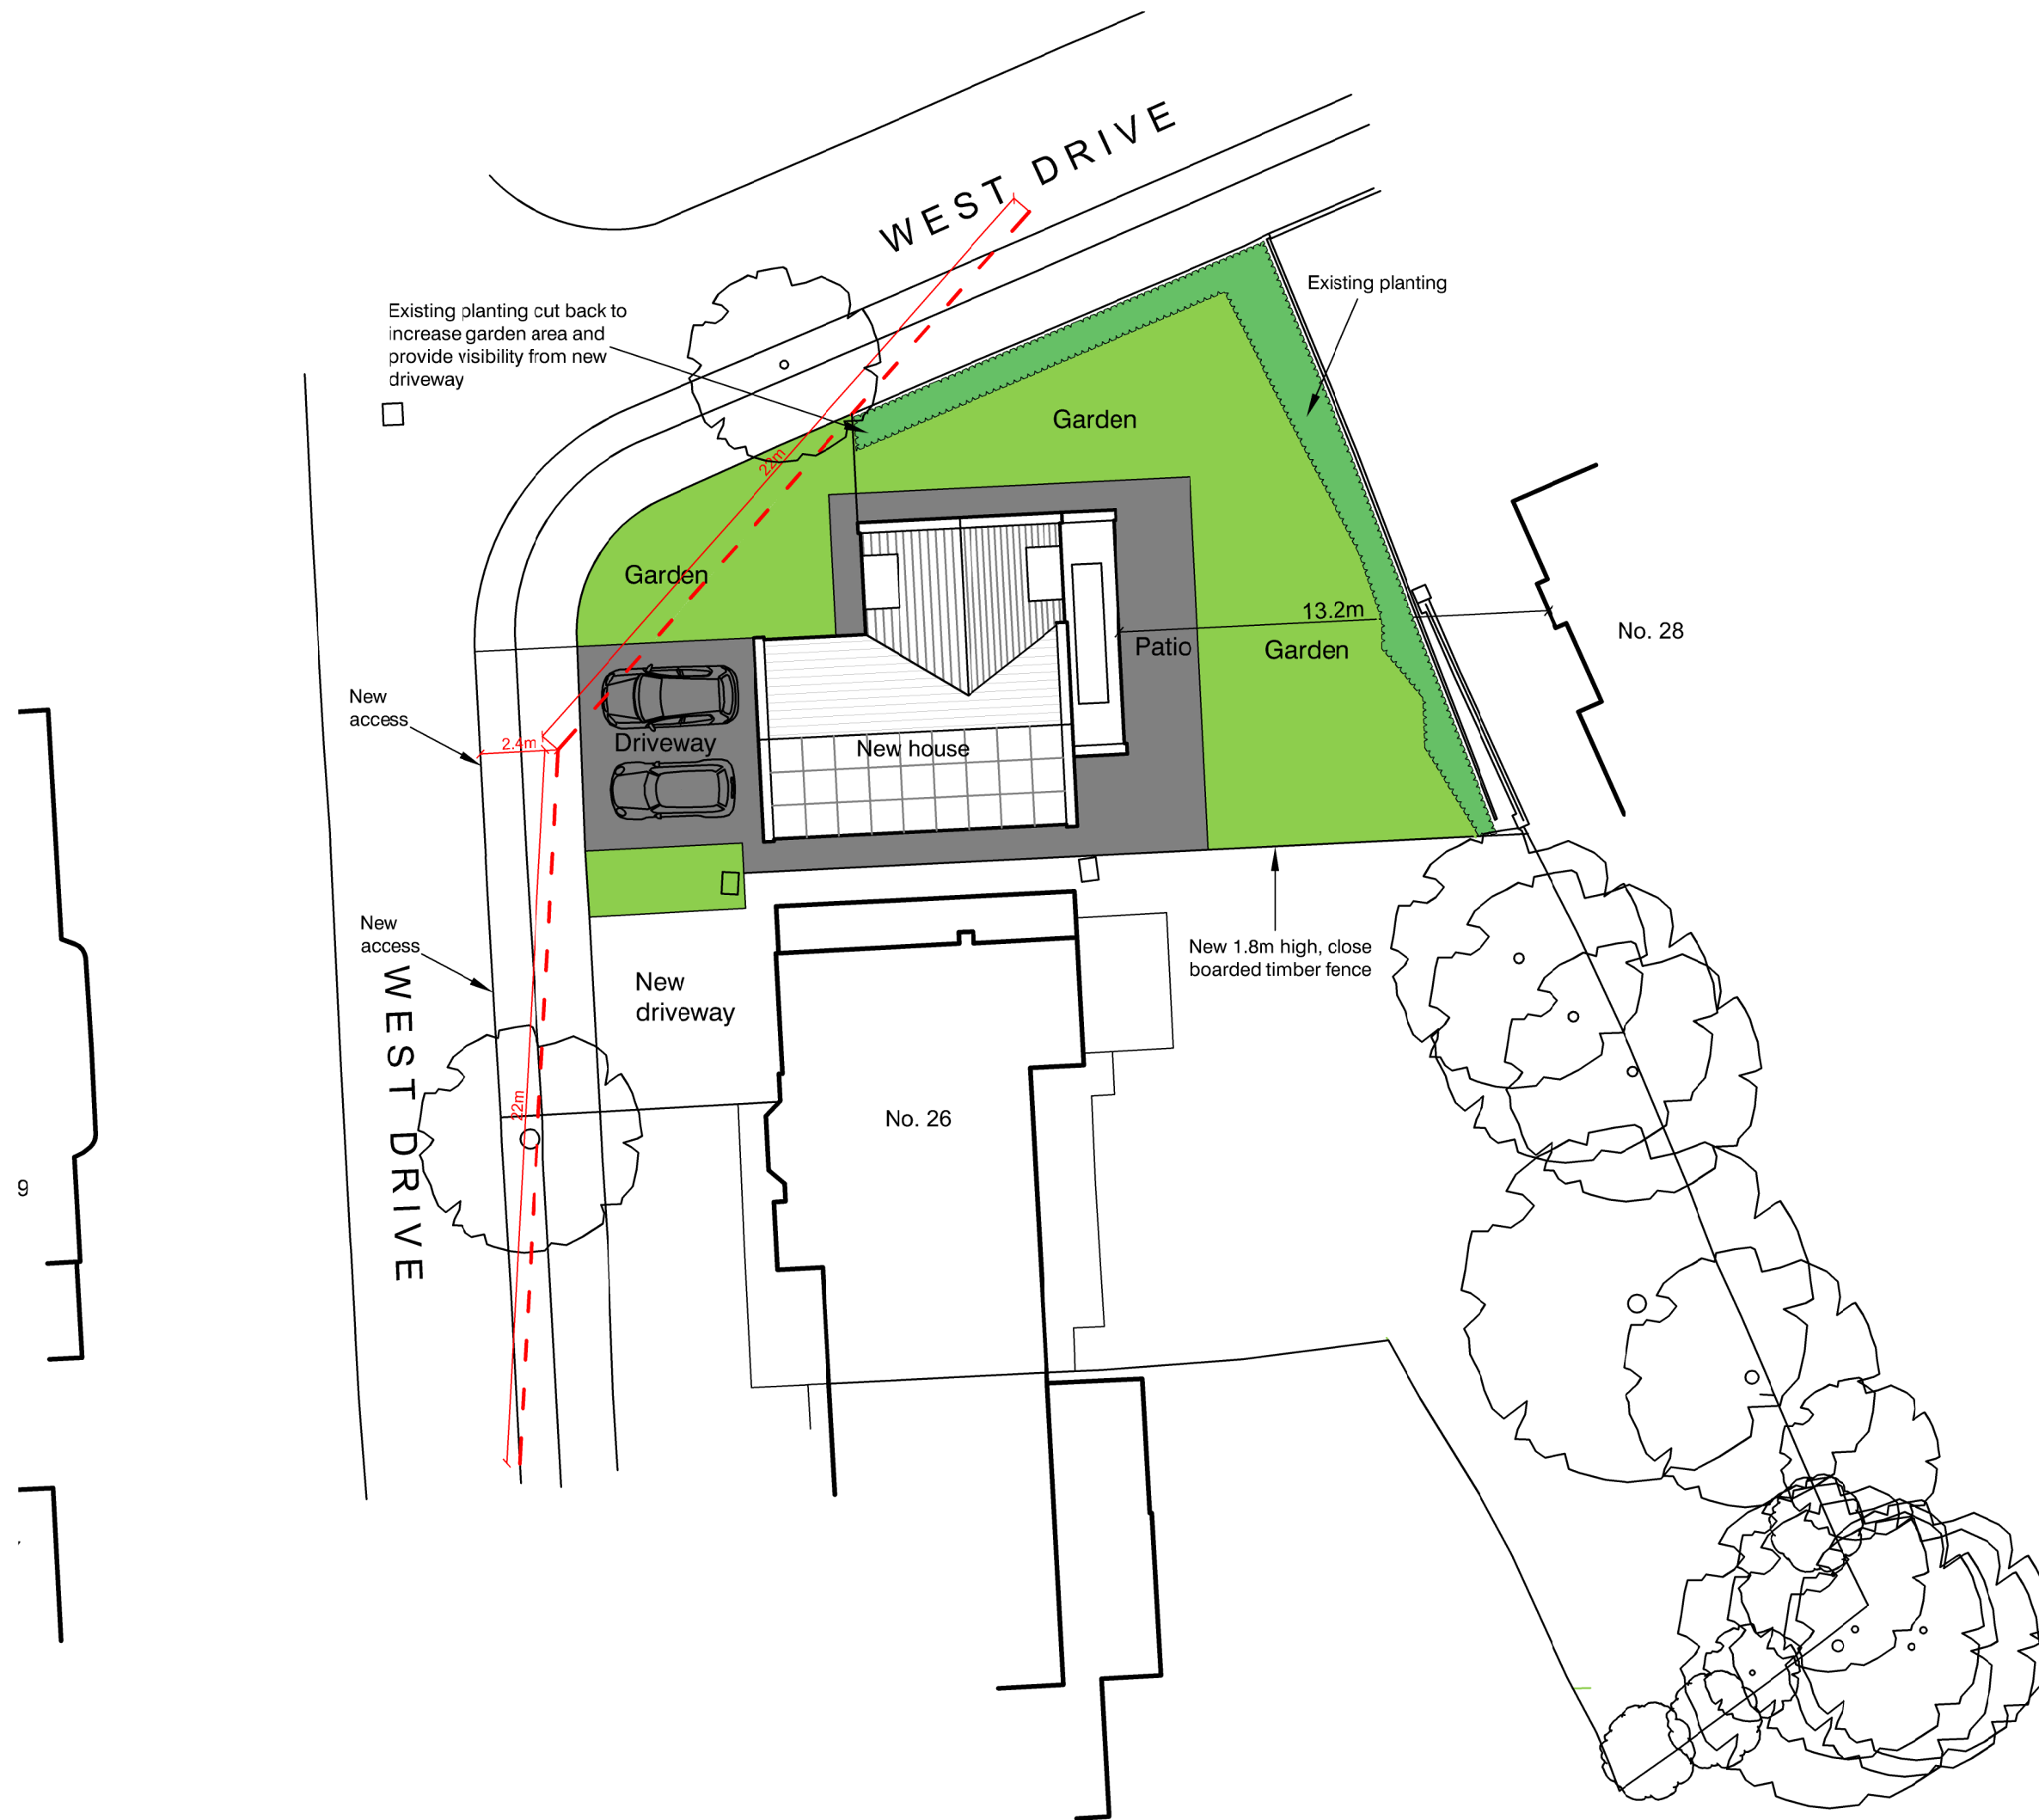 WEST DRIVE
Existing planting
Existing planting cut back to
increase garden area and
provide visibility from new
driveway
Garden
22m
Garden
13.2m
No. 28
Patio
Garden
New
access
2.4m
Driveway
New house
New
access
New 1.8m high, close
boarded timber fence
New
driveway
WEST DRIVE
22m
No. 26
9